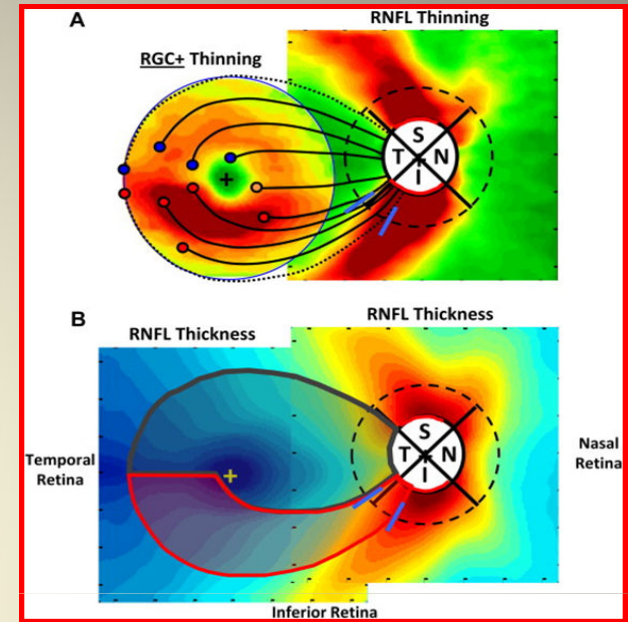 A
RNFL Thinning
RGC+ Thinning
S
T N
I
B
RNFL Thickness
RNFL Thickness
S
T N
I
Temporal
Retina
Nasal
Retina
Inferior Retina